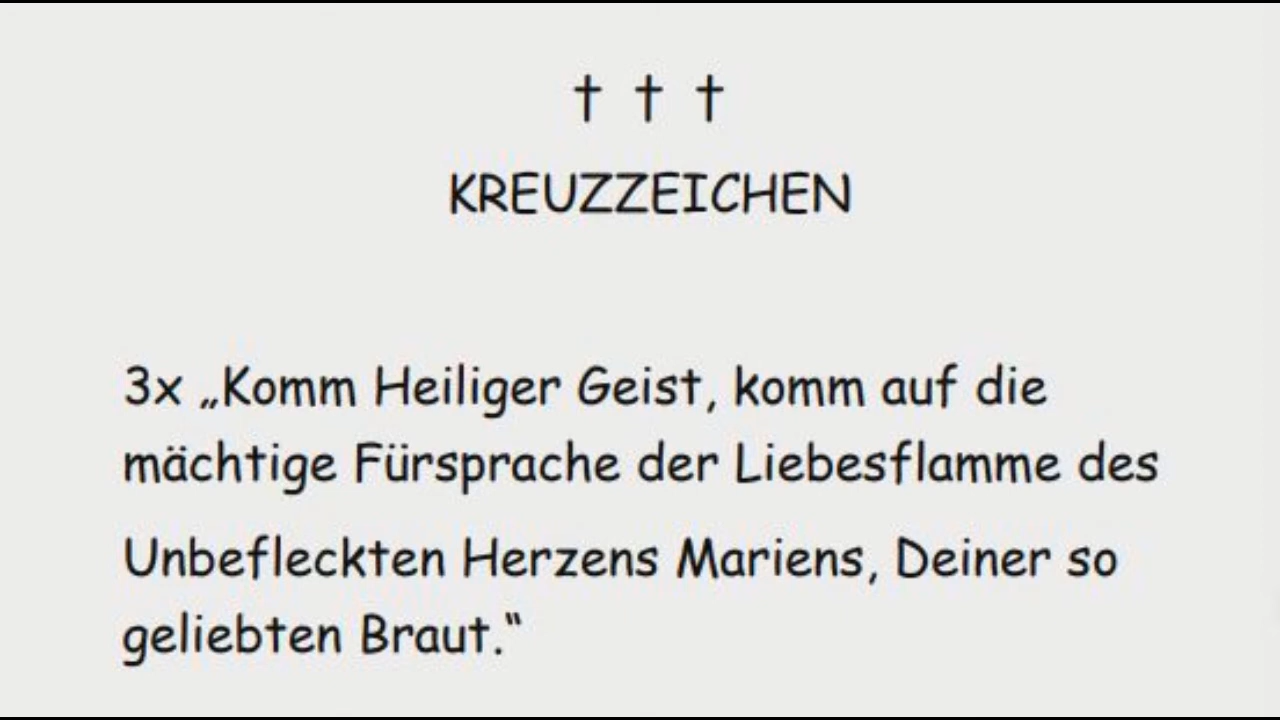 † † †
KREUZZEICHEN
3x „Komm Heiliger Geist, komm auf die
mächtige Fürsprache der Liebesflamme des
Unbefleckten Herzens Mariens, Deiner so
geliebten Braut.“